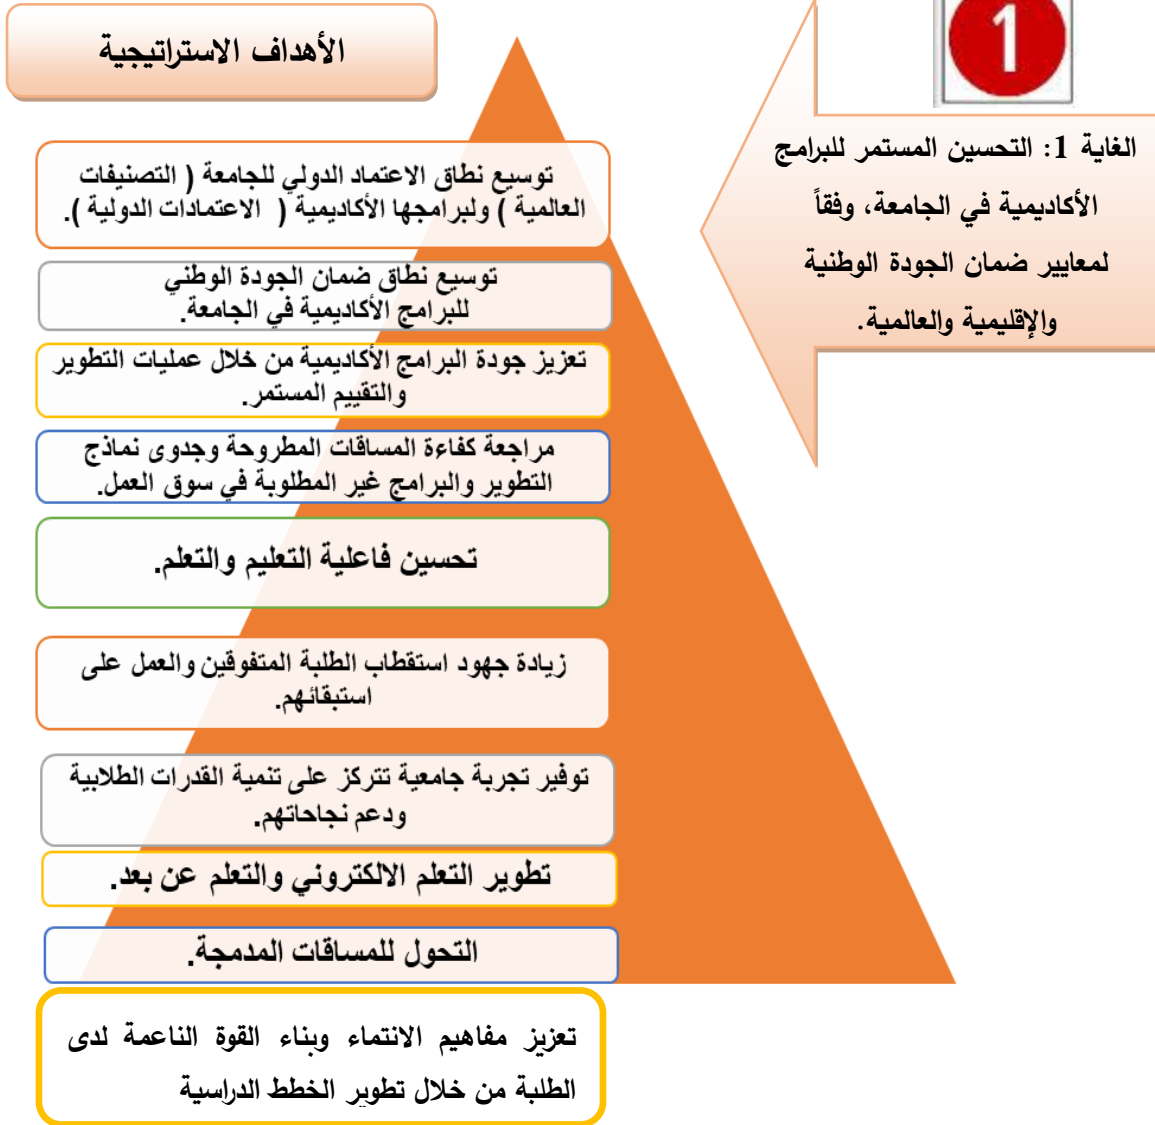 1
الغاية 1: التحسين المستمر للبرامج
الأكاديمية في الجامعة، وفقاً
لمعايير ضمان الجودة الوطنية
والإقليمية والعالمية.
الأهداف الاستراتيجية
توسيع نطاق الاعتماد الدولي للجامعة ( التصنيفات
العالمية ) ولبرامجها الأكاديمية ( الاعتمادات الدولية ).
توسيع نطاق ضمان الجودة الوطني
للبرامج الأكاديمية في الجامعة.
تعزيز جودة البرامج الأكاديمية من خلال عمليات التطوير
والتقييم المستمر.
مراجعة كفاءة المساقات المطروحة وجدوى نماذج
التطوير والبرامج غير المطلوبة في سوق العمل.
تحسين فاعلية التعليم والتعلم.
زيادة جهود استقطاب الطلبة المتفوقين والعمل على
استبقائهم.
توفير تجربة جامعية تتركز على تنمية القدرات الطلابية
ودعم نجاحاتهم.
تطوير التعلم الالكتروني والتعلم عن بعد.
التحول للمساقات المدمجة.
تعزيز مفاهيم الانتماء وبناء القوة الناعمة لدى
الطلبة من خلال تطوير الخطط الدراسية